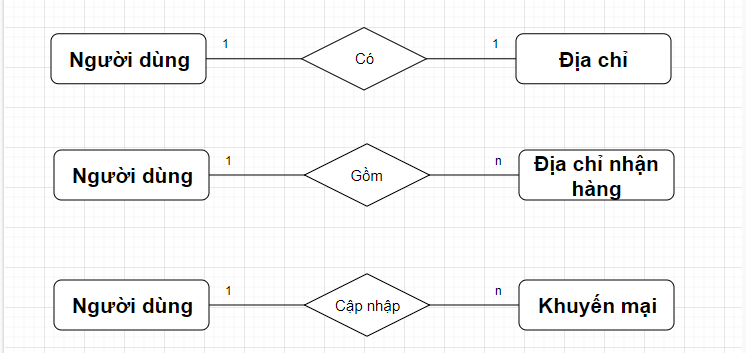 Người dùng 1 Có 1 Địa chỉ
Người dùng 1 Gồm n Địa chỉ nhận
hàng
Người dùng 1 Cập nhập n Khuyến mại